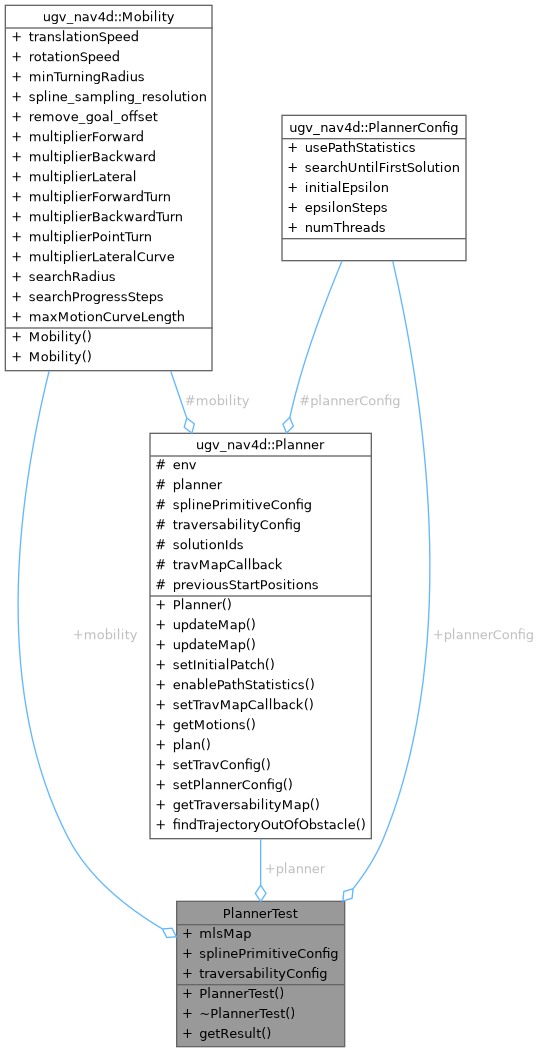 ugv_nav4d::Mobility
+ translationSpeed
+ rotationSpeed
+ minTurningRadius
+ spline_sampling_resolution
+ remove_goal_offset
+ multiplierForward
+ multiplierBackward
+ multiplierLateral
+ multiplierForwardTurn
+ multiplierBackwardTurn
+ multiplierPointTurn
+ multiplierLateralCurve
+ searchRadius
+ searchProgressSteps
+ maxMotionCurveLength
+ Mobility()
+ Mobility()
ugv_nav4d::PlannerConfig
+ usePathStatistics
+ searchUntilFirstSolution
+ initialEpsilon
+ epsilonSteps
+ numThreads
#mobility
#plannerConfig
ugv_nav4d::Planner
# env
# planner
# splinePrimitiveConfig
# traversabilityConfig
# solutionIds
# travMapCallback
# previousStartPositions
+ Planner()
+ updateMap()
+ updateMap()
+ setInitialPatch()
+ enablePathStatistics()
+ setTravMapCallback()
+ getMotions()
+ plan()
+ setTravConfig()
+ setPlannerConfig()
+ getTraversabilityMap()
+ findTrajectoryOutOfObstacle()
+mobility
+plannerConfig
+planner
PlannerTest
+ mlsMap
+ splinePrimitiveConfig
+ traversabilityConfig
+ PlannerTest()
+ ~PlannerTest()
+ getResult()